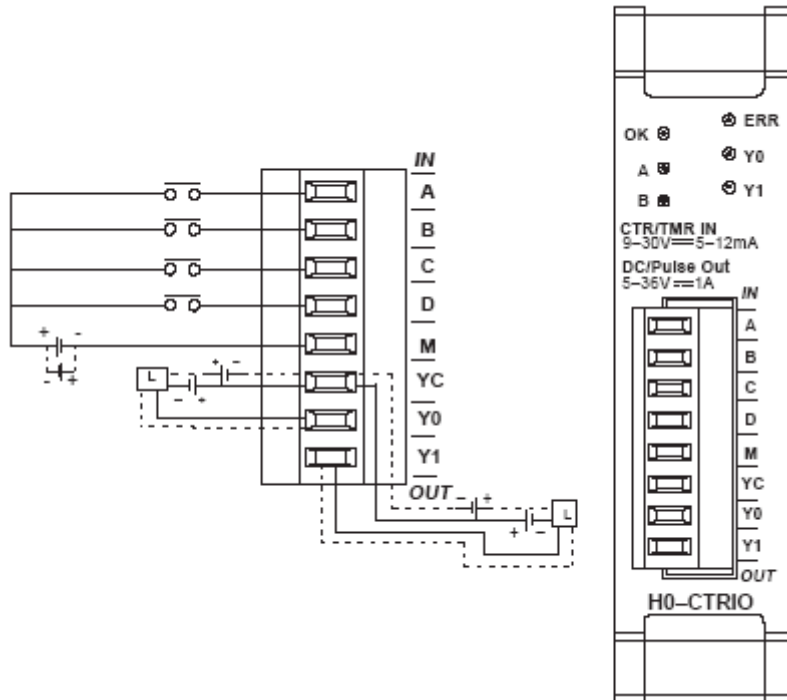 IN
A
B
C
D
M
YC
Y0
Y1
OUT
+ -
- +
+ -
- +
L
- +
+ -
L
OK
ERR
A
Y0
B
Y1
CTR/TMR IN
9–30V 5–12mA
DC/Pulse Out
5–36V 1A
IN
A
B
C
D
M
YC
Y0
Y1
OUT
H0–CTRIO